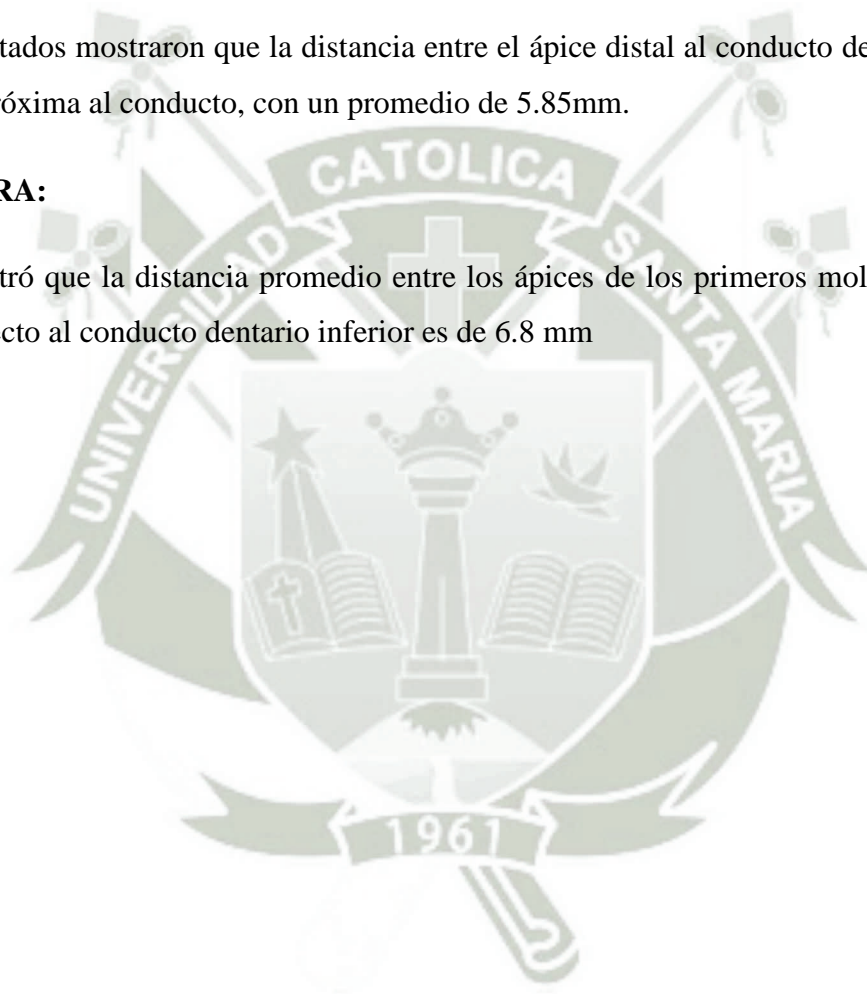 tados mostraron que la distancia entre el ápice distal al conducto de
róxima al conducto, con un promedio de 5.85mm.
RA:
tró que la distancia promedio entre los ápices de los primeros mol
ecto al conducto dentario inferior es de 6.8 mm
UNIVERSIDAD CATOLICA SANTA MARIA
1961